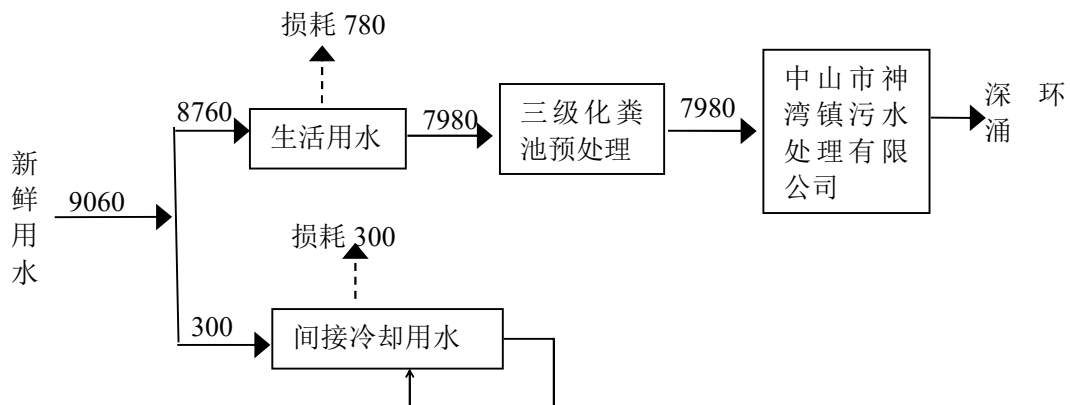 损耗 780
8760
生活用水
7980
三级化粪
池预处理
7980
中山市神
湾镇污水
处理有限
公司
深 环
涌
新
鲜
用
水
9060
损耗 300
300
间接冷却用水